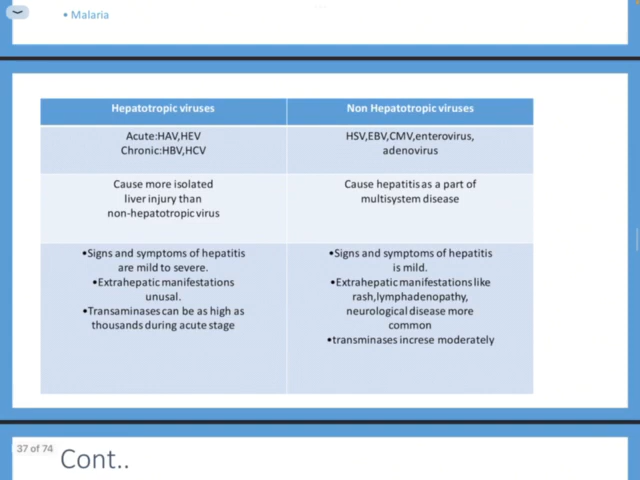 • Malaria
Hepatotropic viruses
Non Hepatotropic viruses
Acute:HAV,HEV
Chronic:HBV,HCV
HSV,EBV,CMV,enterovirus,
adenovirus
Cause more isolated
liver injury than
non-hepatotropic virus
Cause hepatitis as a part of
multisystem disease
•Signs and symptoms of hepatitis
are mild to severe.
•Extrahepatic manifestations
unusal.
•Transaminases can be as high as
thousands during acute stage
•Signs and symptoms of hepatitis
is mild.
•Extrahepatic manifestations like
rash,lymphadenopathy,
neurological disease more
common
•transminases increse moderately
37 of 74
Cont..